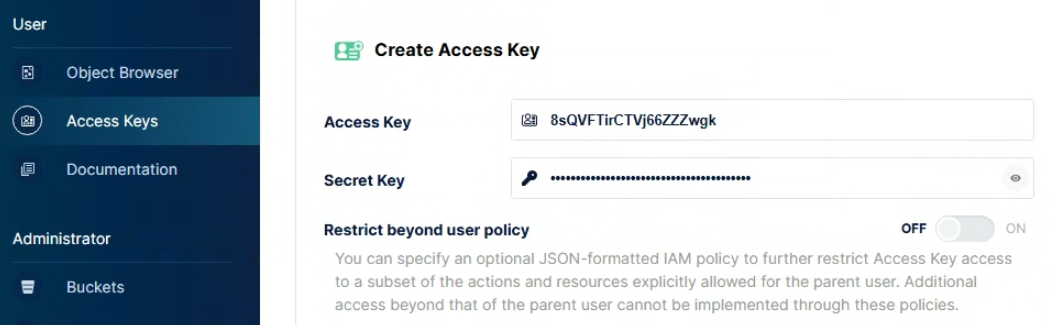 User
Object Browser
Access Keys
Documentation
Administrator
Buckets
Create Access Key
Access Key 8sQVFTirCTVj66ZZZwgk
Secret Key ••••••••••••••••••••••••••••••••••••••••
Restrict beyond user policy OFF ON
You can specify an optional JSON-formatted IAM policy to further restrict Access Key access
to a subset of the actions and resources explicitly allowed for the parent user. Additional
access beyond that of the parent user cannot be implemented through these policies.